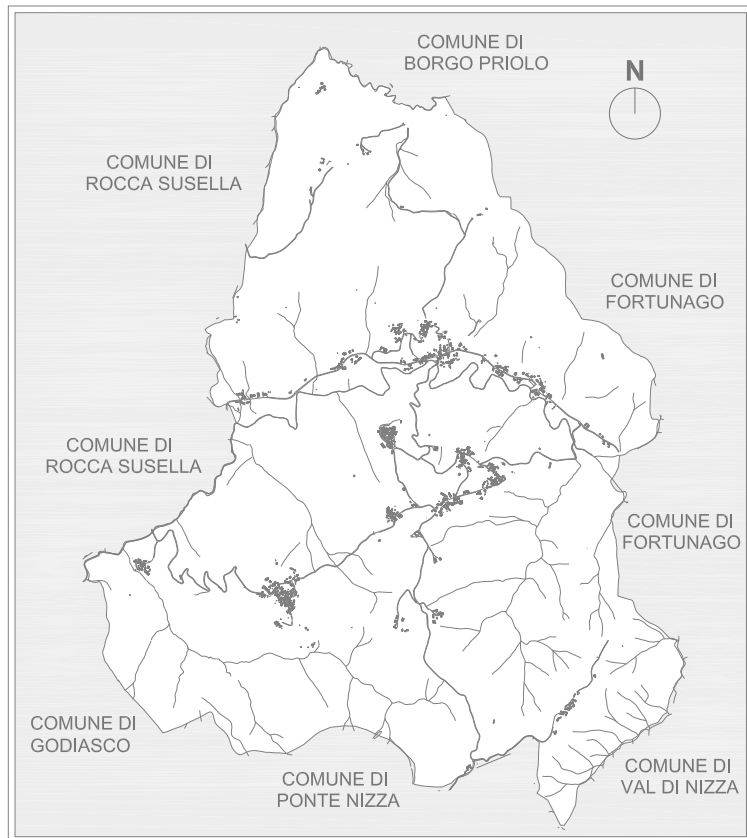 COMUNE DI
BORGO PRIOLO
N
COMUNE DI
ROCCA SUSELLA
COMUNE DI
FORTUNAGO
COMUNE DI
ROCCA SUSELLA
COMUNE DI
FORTUNAGO
COMUNE DI
GODIASCO
COMUNE DI
PONTE NIZZA
COMUNE DI
VAL DI NIZZA